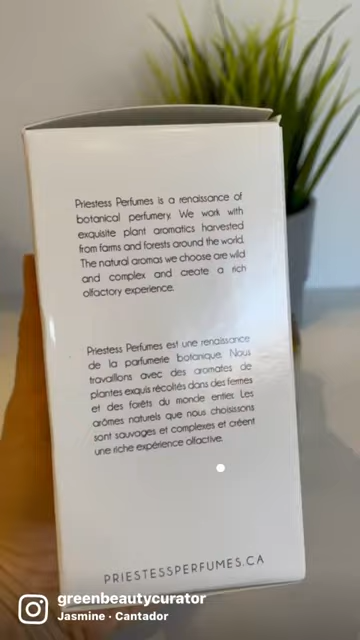 Priestess Perfumes is a renaissance of
botanical perfumery. We work with
exquisite plant aromatics harvested
from farms and forests around the world.
The natural aromas we choose are wild
and complex and create a rich
olfactory experience.
Priestess Perfumes est une renaissance
de la parfumerie botanique. Nous
travaillons avec des aromates de
plantes exquis récoltés dans des fermes
et des forêts du monde entier. Les
arômes naturels que nous choisissons
sont sauvages et complexes et créent
une riche expérience olfactive.
PRIESTESSPERFUMES.CA
greenbeautycurator
Jasmine · Cantador